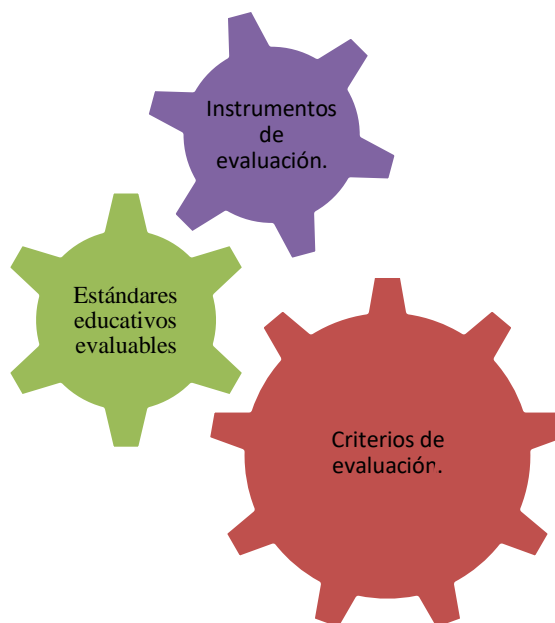 Instrumentos
de
evaluación.
Estándares
educativos
evaluables
Criterios de
evaluación.